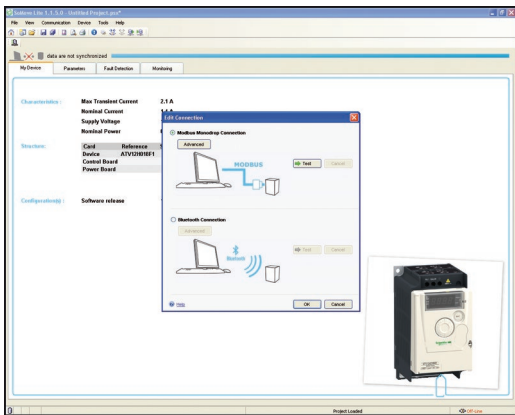 SoMove Lite 1.1.5.0 - Untitled Project.psx*
File View Communication Device Tools Help
data are not synchronized
My Device Parameters Fault Detection Monitoring
Characteristics :
Max Transient Current 2.1 A
Nominal Current
Supply Voltage
Nominal Power
Structure:
Card Reference
Device ATV12H018F1
Control Board
Power Board
Configuration(s) :
Software release
Edit Connection
Modbus Monodrop Connection
Advanced
MODBUS
Test Cancel
Bluetooth Connection
Advanced
Bluetooth
Test Cancel
Help
OK Cancel
Project Loaded
Off-Line